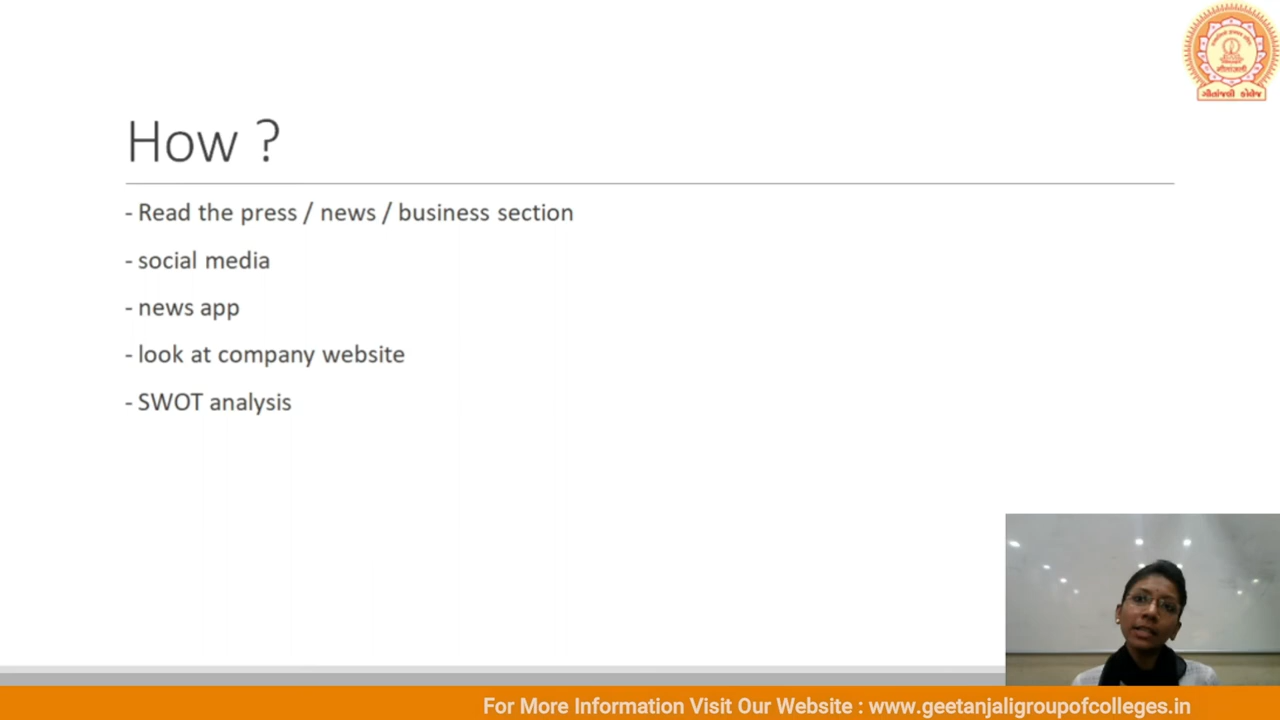 How ?
- Read the press / news / business section
- social media
- news app
- look at company website
- SWOT analysis
ગીતાંજલી કોલેજ
For More Information Visit Our Website : www.geetanjaligroupofcolleges.in